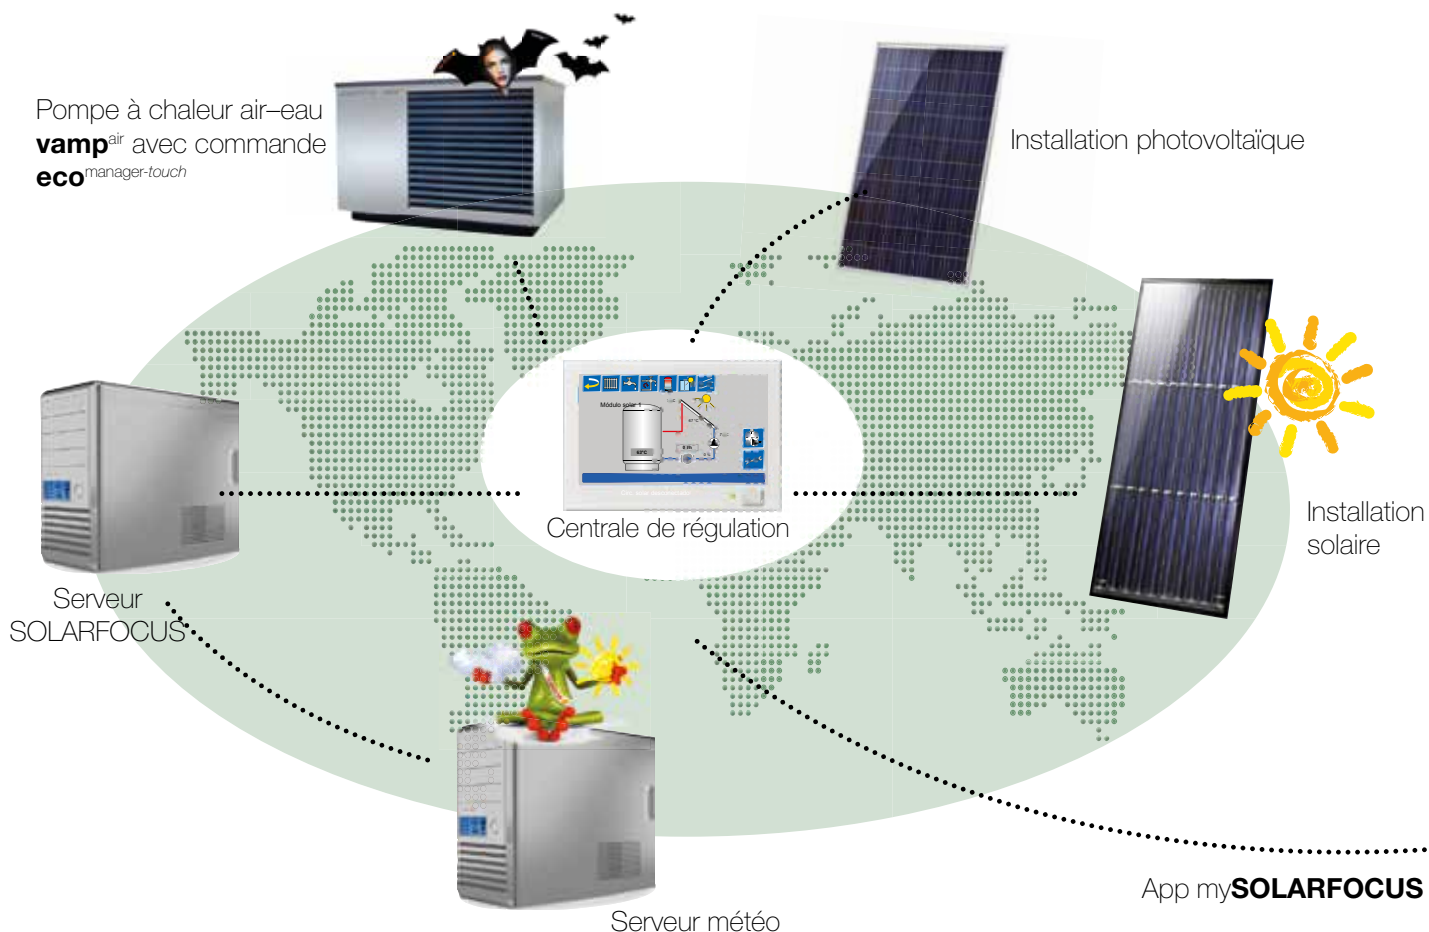 Pompe à chaleur air–eau
vampair avec commande
ecomanager-touch
Installation photovoltaïque
Módulo solar 1
Centrale de régulation
Installation
solaire
Serveur
SOLARFOCUS
Serveur météo
App mySOLARFOCUS